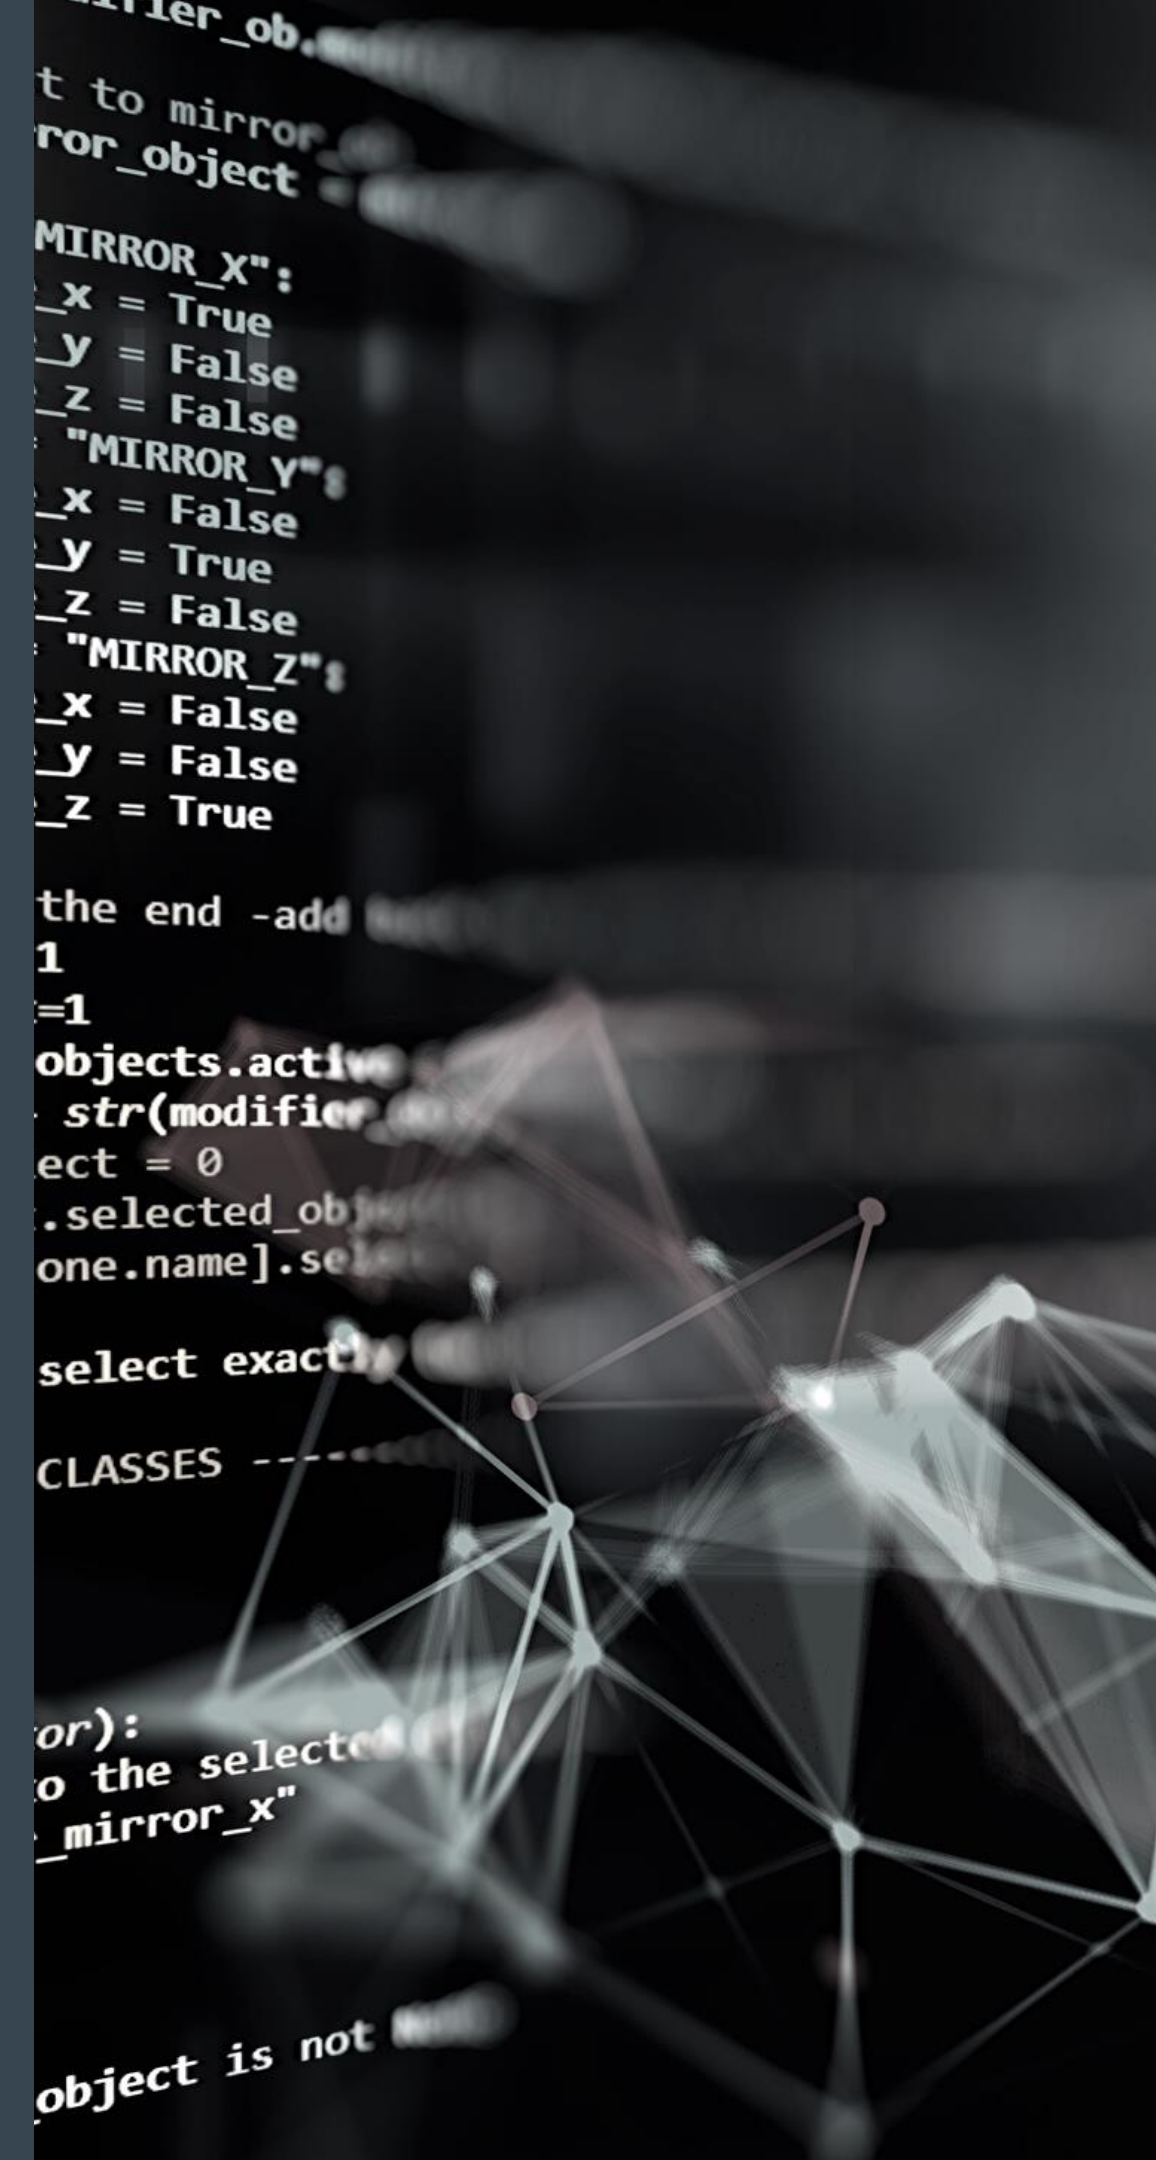 t to mirror
ror_object
MIRROR_X":
_x = True
_y = False
_z = False
"MIRROR_Y":
_x = False
_y = True
_z = False
"MIRROR_Z":
_x = False
_y = False
_z = True
the end -add
1
=1
objects.active
str(modifier
ect = 0
.selected_ob
one.name].select
select exactly
CLASSES -------
or):
o the selected
_mirror_x"
object is not